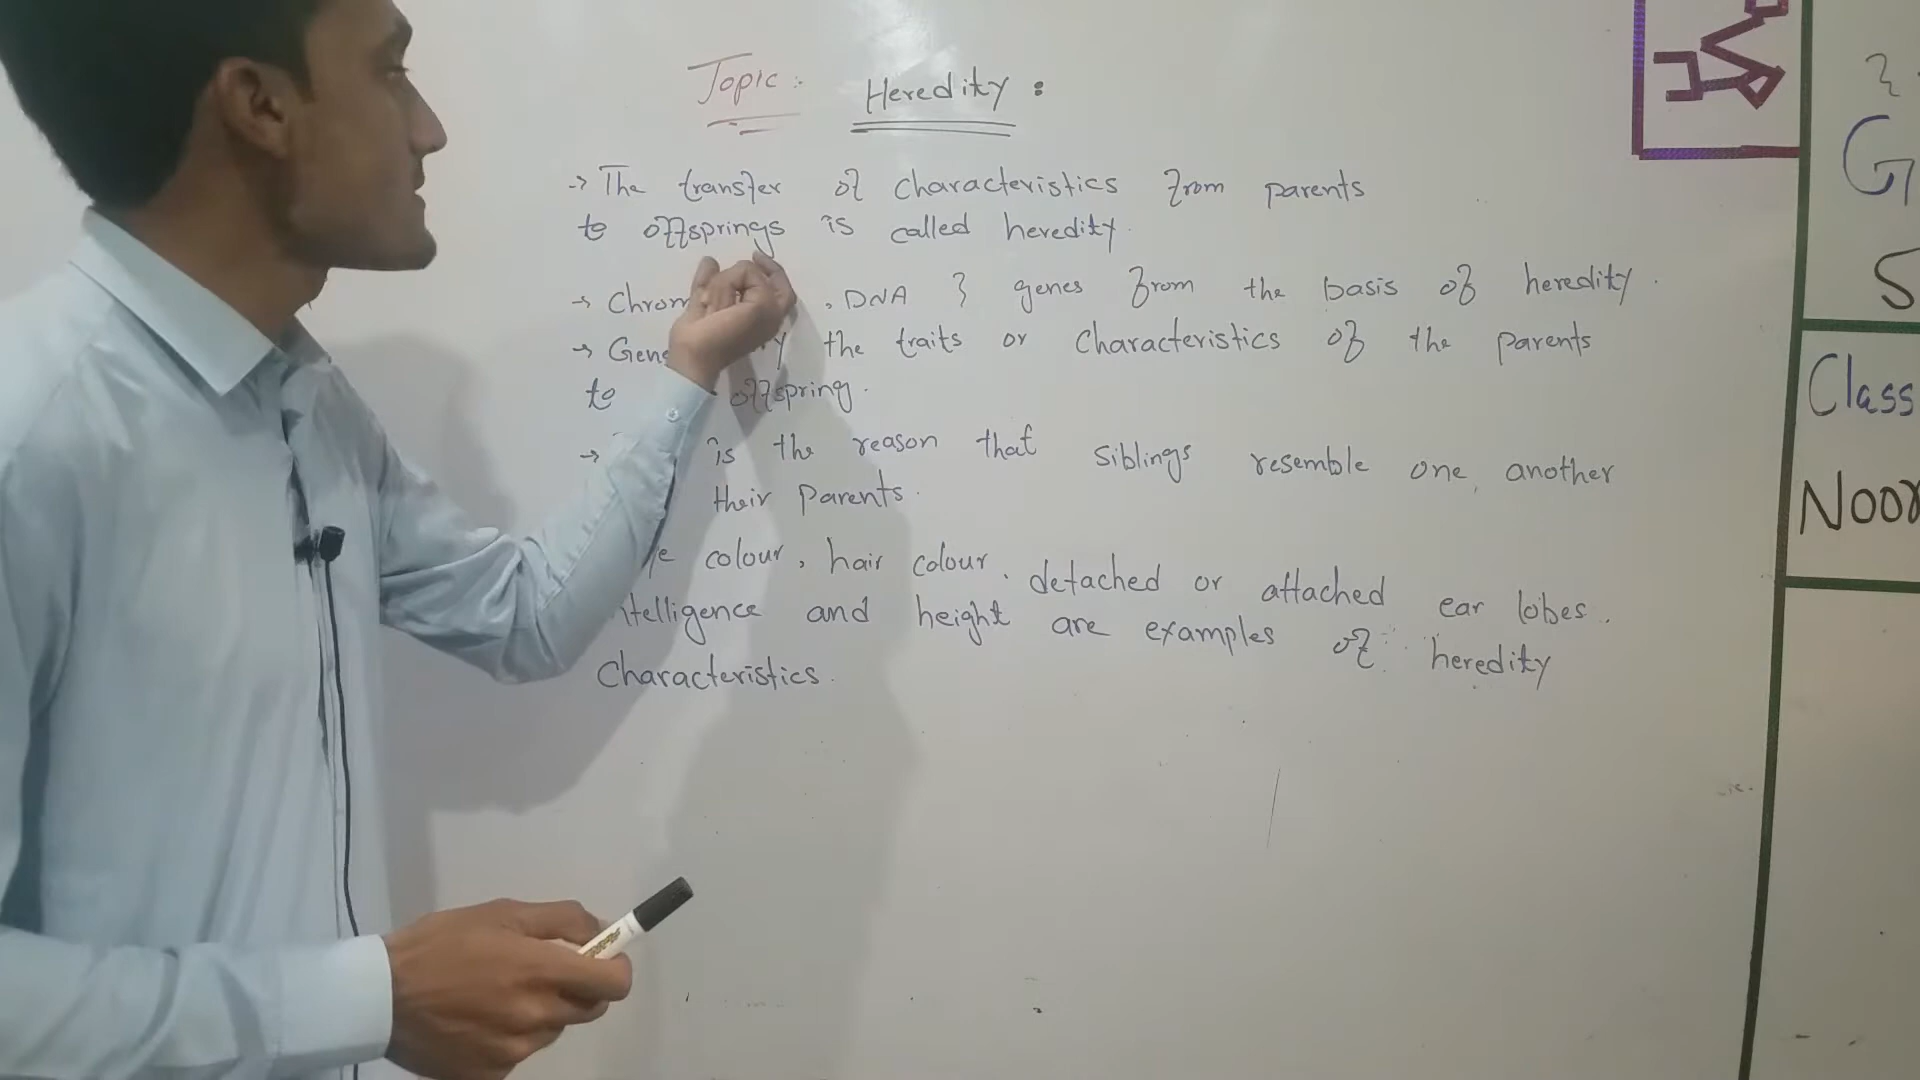 Topic: Heredity:
-> The transfer of characteristics from parents
to offsprings is called heredity.
-> Chrom , DNA & genes from the basis of heredity.
-> Gene the traits or characteristics of the parents
to offspring.
-> is the reason that siblings resemble one, another
their parents.
colour, hair colour, detached or attached ear lobes.
ntelligence and height are examples of heredity
characteristics.
G
S
Class
Noor